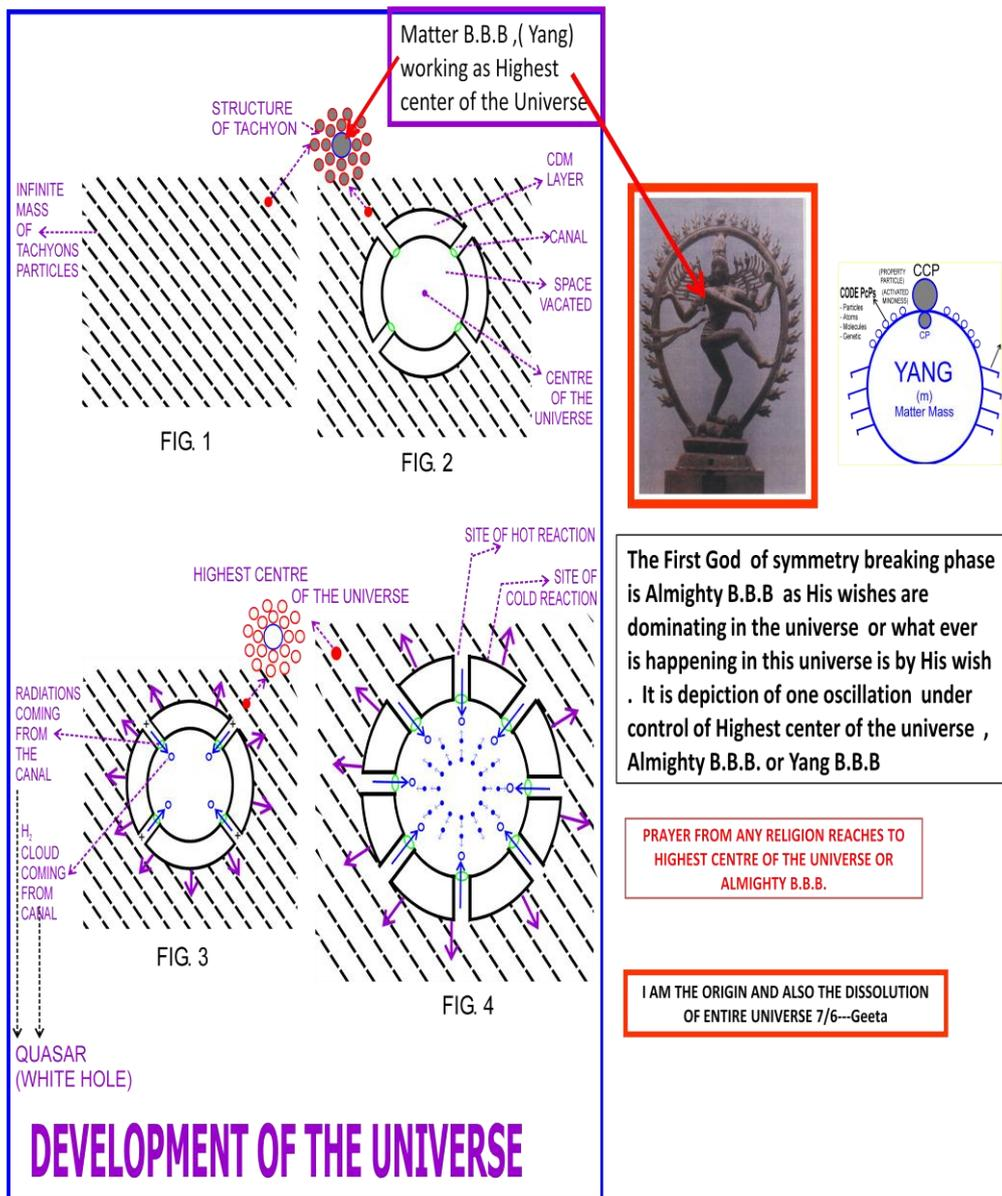 Matter B.B.B ,( Yang)
working as Highest
center of the Universe
STRUCTURE
OF TACHYON
INFINITE
MASS
OF
TACHYONS
PARTICLES
CDM
LAYER
CANAL
SPACE
VACATED
CENTRE
OF THE
UNIVERSE
FIG. 1
FIG. 2
CCP
(PROPERTY
PARTICLE)
(ACTIVATED
MINDNESS)
CODE PcPs
- Particles
- Atoms
- Molecules
- Genetic
CP
YANG
(m)
Matter Mass
SITE OF HOT REACTION
SITE OF
COLD REACTION
HIGHEST CENTRE
OF THE UNIVERSE
RADIATIONS
COMING
FROM
THE
CANAL
H2
CLOUD
COMING
FROM
CANAL
FIG. 3
FIG. 4
QUASAR
(WHITE HOLE)
DEVELOPMENT OF THE UNIVERSE
The First God of symmetry breaking phase
is Almighty B.B.B as His wishes are
dominating in the universe or what ever
is happening in this universe is by His wish
. It is depiction of one oscillation under
control of Highest center of the universe ,
Almighty B.B.B. or Yang B.B.B
PRAYER FROM ANY RELIGION REACHES TO
HIGHEST CENTRE OF THE UNIVERSE OR
ALMIGHTY B.B.B.
I AM THE ORIGIN AND ALSO THE DISSOLUTION
OF ENTIRE UNIVERSE 7/6---Geeta